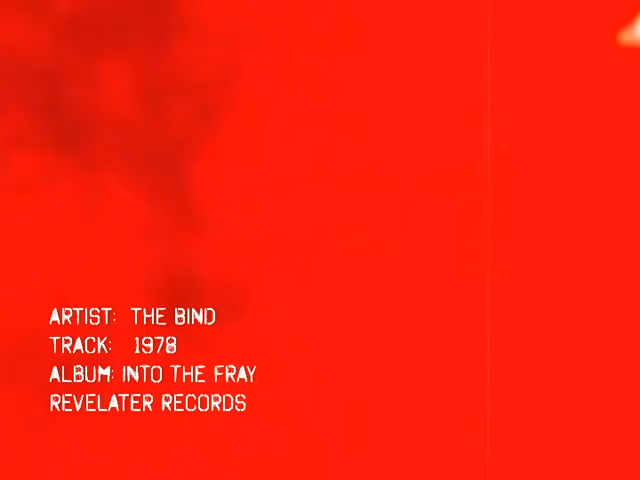 ARTIST: THE BIND
TRACK: 1978
ALBUM: INTO THE FRAY
REVELATER RECORDS